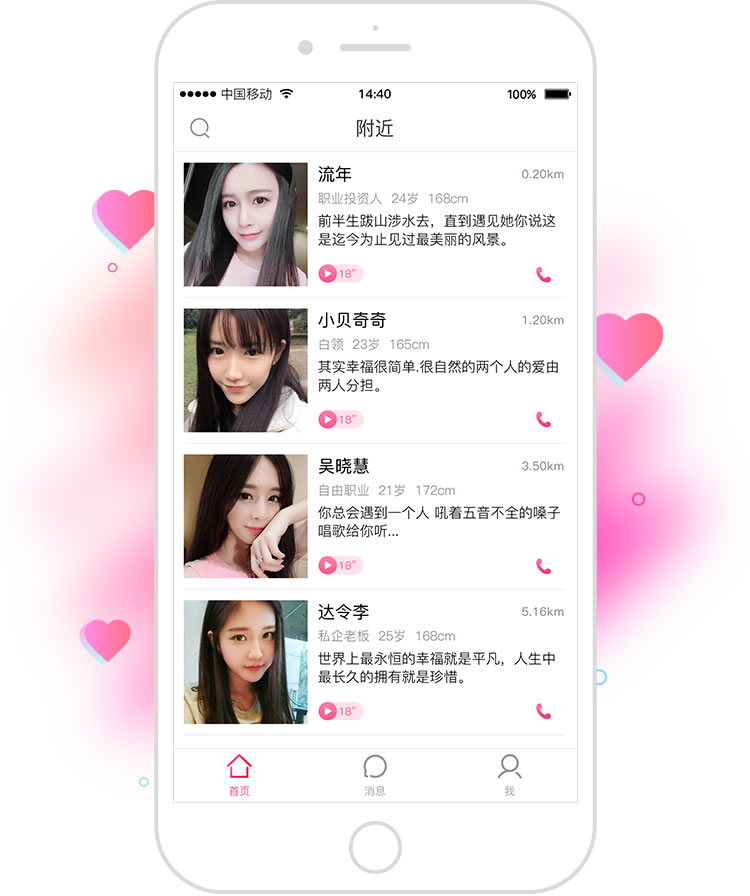 中国移动 14:40 100%
附近
流年 0.20km
职业投资人 24岁 168cm
前半生跋山涉水去，直到遇见她你说这
是迄今为止见过最美丽的风景。
18"
小贝奇奇 1.20km
白领 23岁 165cm
其实幸福很简单.很自然的两个人的爱由
两人分担。
18"
吴晓慧 3.50km
自由职业 21岁 172cm
你总会遇到一个人 吼着五音不全的嗓子
唱歌给你听...
18"
达令李 5.16km
私企老板 25岁 168cm
世界上最永恒的幸福就是平凡，人生中
最长久的拥有就是珍惜。
18"
首页 消息 我